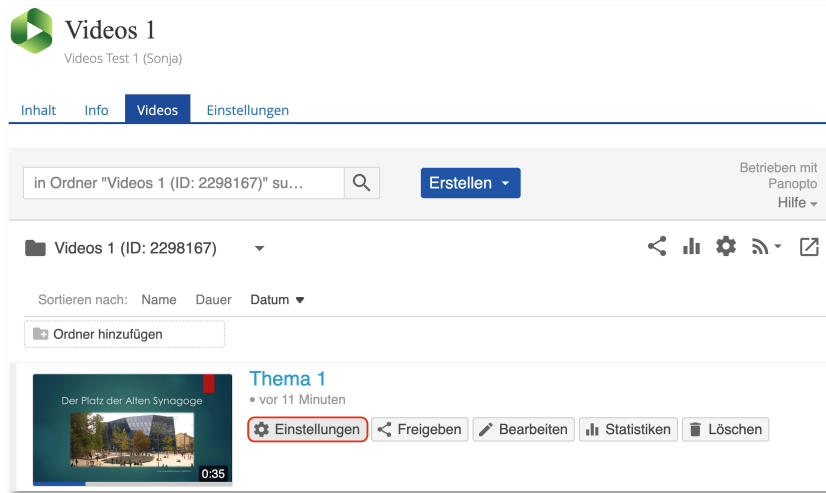 Videos 1
Videos Test 1 (Sonja)
Inhalt Info Videos Einstellungen
in Ordner "Videos 1 (ID: 2298167)" su…
Erstellen
Betrieben mit
Panopto
Hilfe
Videos 1 (ID: 2298167)
Sortieren nach: Name Dauer Datum
Ordner hinzufügen
Thema 1
• vor 11 Minuten
Einstellungen Freigeben Bearbeiten Statistiken Löschen
Der Platz der Alten Synagoge
0:35